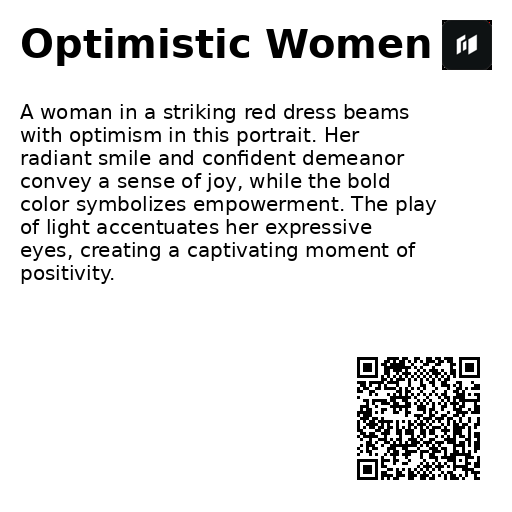 Optimistic Women
A woman in a striking red dress beams
with optimism in this portrait. Her
radiant smile and confident demeanor
convey a sense of joy, while the bold
color symbolizes empowerment. The play
of light accentuates her expressive
eyes, creating a captivating moment of
positivity.